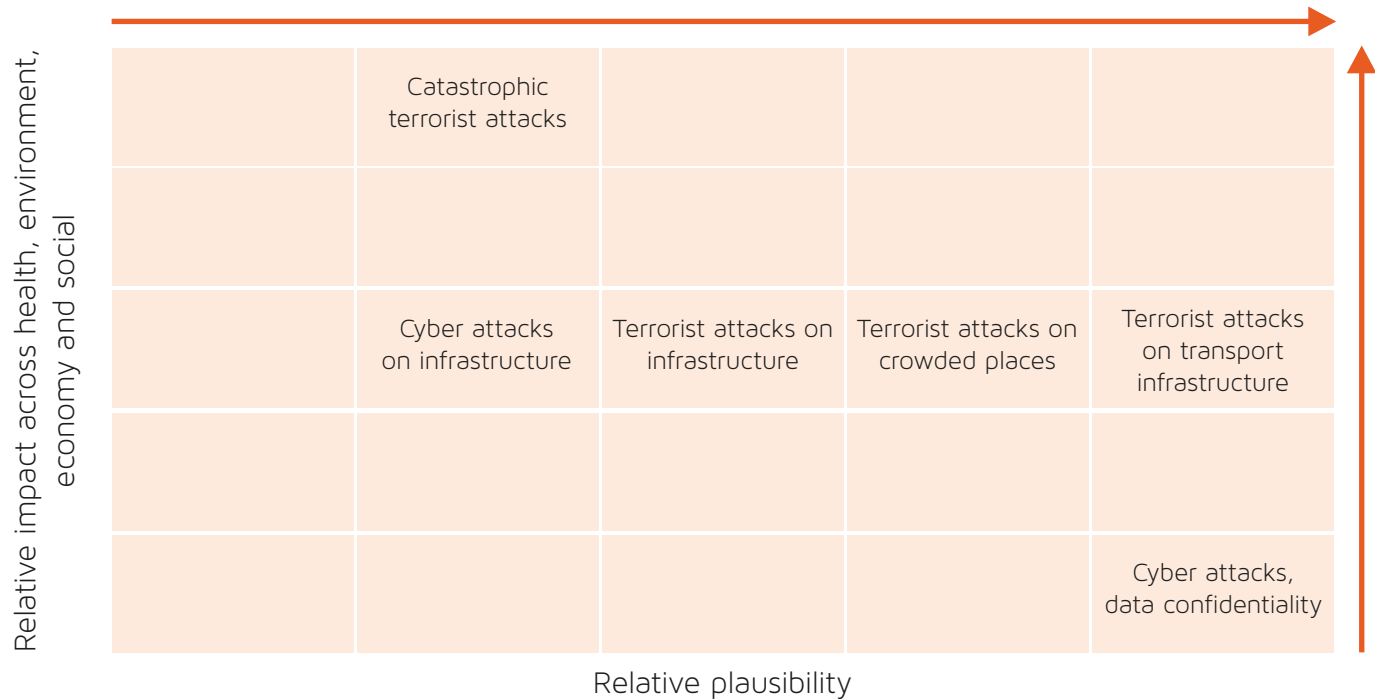 Relative impact across health, environment,
economy and social
Catastrophic
terrorist attacks
Cyber attacks
on infrastructure
Terrorist attacks on
infrastructure
Terrorist attacks on
crowded places
Terrorist attacks
on transport
infrastructure
Cyber attacks,
data confidentiality
Relative plausibility